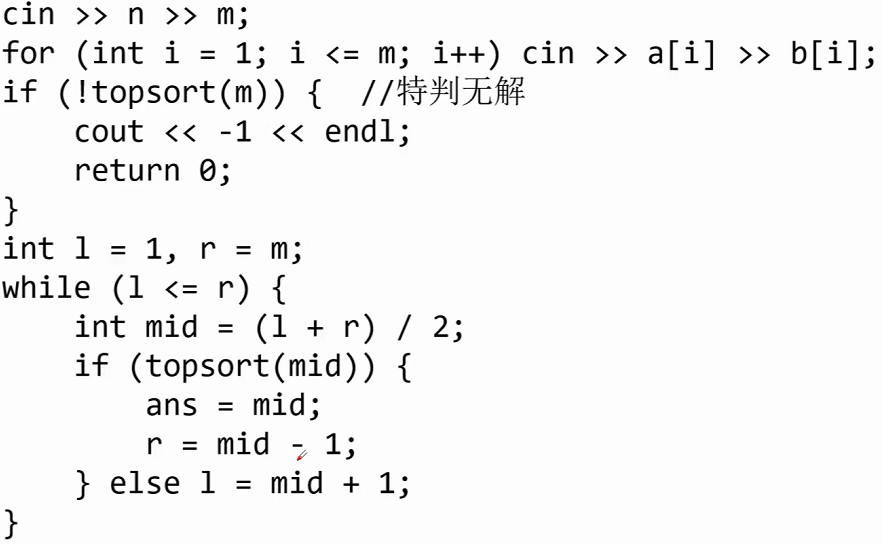 cin >> n >> m;
for (int i = 1; i <= m; i++) cin >> a[i] >> b[i];
if (!topsort(m)) {  //特判无解
    cout << -1 << endl;
    return 0;
}
int l = 1, r = m;
while (l <= r) {
    int mid = (l + r) / 2;
    if (topsort(mid)) {
        ans = mid;
        r = mid - 1;
    } else l = mid + 1;
}